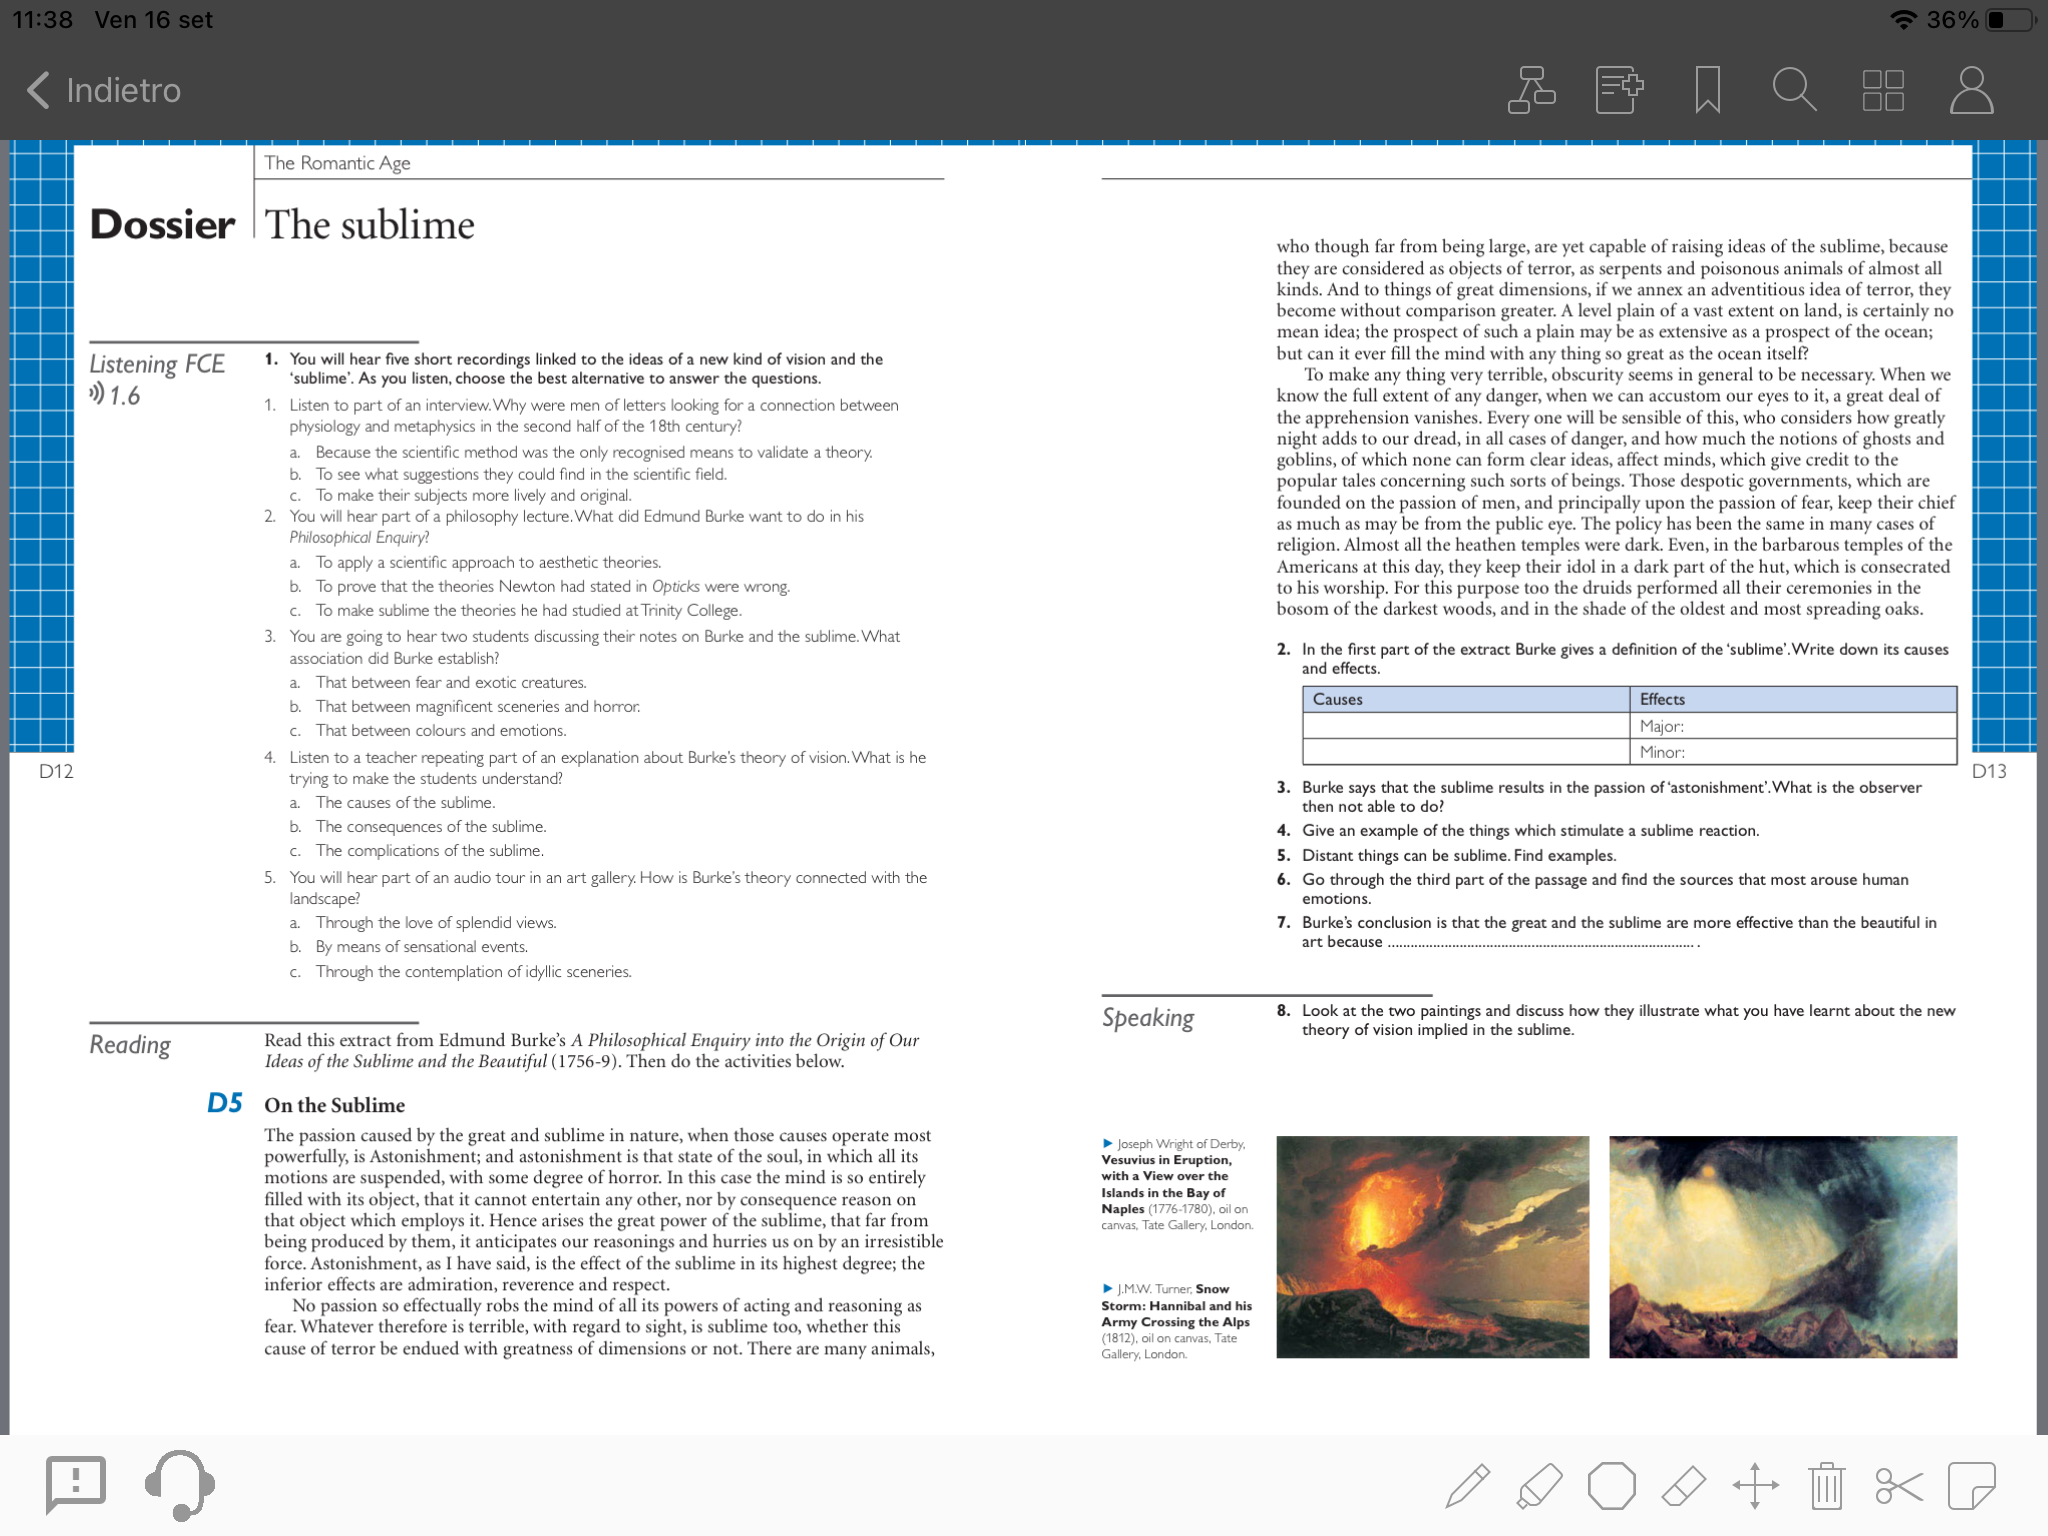 11:38 Ven 16 set
36%
Indietro
The Romantic Age
Dossier
The sublime
Listening FCE
1.6
1. You will hear five short recordings linked to the ideas of a new kind of vision and the
‘sublime’. As you listen, choose the best alternative to answer the questions.
1. Listen to part of an interview. Why were men of letters looking for a connection between
physiology and metaphysics in the second half of the 18th century?
a. Because the scientific method was the only recognised means to validate a theory.
b. To see what suggestions they could find in the scientific field.
c. To make their subjects more lively and original.
2. You will hear part of a philosophy lecture. What did Edmund Burke want to do in his
Philosophical Enquiry?
a. To apply a scientific approach to aesthetic theories.
b. To prove that the theories Newton had stated in Opticks were wrong.
c. To make sublime the theories he had studied at Trinity College.
3. You are going to hear two students discussing their notes on Burke and the sublime. What
association did Burke establish?
a. That between fear and exotic creatures.
b. That between magnificent sceneries and horror.
c. That between colours and emotions.
4. Listen to a teacher repeating part of an explanation about Burke’s theory of vision. What is he
trying to make the students understand?
a. The causes of the sublime.
b. The consequences of the sublime.
c. The complications of the sublime.
5. You will hear part of an audio tour in an art gallery. How is Burke’s theory connected with the
landscape?
a. Through the love of splendid views.
b. By means of sensational events.
c. Through the contemplation of idyllic sceneries.
D12
Reading
Read this extract from Edmund Burke’s A Philosophical Enquiry into the Origin of Our
Ideas of the Sublime and the Beautiful (1756-9). Then do the activities below.
D5 On the Sublime
The passion caused by the great and sublime in nature, when those causes operate most
powerfully, is Astonishment; and astonishment is that state of the soul, in which all its
motions are suspended, with some degree of horror. In this case the mind is so entirely
filled with its object, that it cannot entertain any other, nor by consequence reason on
that object which employs it. Hence arises the great power of the sublime, that far from
being produced by them, it anticipates our reasonings and hurries us on by an irresistible
force. Astonishment, as I have said, is the effect of the sublime in its highest degree; the
inferior effects are admiration, reverence and respect.
No passion so effectually robs the mind of all its powers of acting and reasoning as
fear. Whatever therefore is terrible, with regard to sight, is sublime too, whether this
cause of terror be endued with greatness of dimensions or not. There are many animals,
who though far from being large, are yet capable of raising ideas of the sublime, because
they are considered as objects of terror, as serpents and poisonous animals of almost all
kinds. And to things of great dimensions, if we annex an adventitious idea of terror, they
become without comparison greater. A level plain of a vast extent on land, is certainly no
mean idea; the prospect of such a plain may be as extensive as a prospect of the ocean;
but can it ever fill the mind with any thing so great as the ocean itself?
To make any thing very terrible, obscurity seems in general to be necessary. When we
know the full extent of any danger, when we can accustom our eyes to it, a great deal of
the apprehension vanishes. Every one will be sensible of this, who considers how greatly
night adds to our dread, in all cases of danger, and how much the notions of ghosts and
goblins, of which none can form clear ideas, affect minds, which give credit to the
popular tales concerning such sorts of beings. Those despotic governments, which are
founded on the passion of men, and principally upon the passion of fear, keep their chief
as much as may be from the public eye. The policy has been the same in many cases of
religion. Almost all the heathen temples were dark. Even, in the barbarous temples of the
Americans at this day, they keep their idol in a dark part of the hut, which is consecrated
to his worship. For this purpose too the druids performed all their ceremonies in the
bosom of the darkest woods, and in the shade of the oldest and most spreading oaks.
2. In the first part of the extract Burke gives a definition of the ‘sublime’. Write down its causes
and effects.
Causes Effects
Major:
Minor:
D13
3. Burke says that the sublime results in the passion of ‘astonishment’. What is the observer
then not able to do?
4. Give an example of the things which stimulate a sublime reaction.
5. Distant things can be sublime. Find examples.
6. Go through the third part of the passage and find the sources that most arouse human
emotions.
7. Burke’s conclusion is that the great and the sublime are more effective than the beautiful in
art because ............................................................................ .
Speaking
8. Look at the two paintings and discuss how they illustrate what you have learnt about the new
theory of vision implied in the sublime.
Joseph Wright of Derby,
Vesuvius in Eruption,
with a View over the
Islands in the Bay of
Naples (1776-1780), oil on
canvas, Tate Gallery, London.
J.M.W. Turner, Snow
Storm: Hannibal and his
Army Crossing the Alps
(1812), oil on canvas, Tate
Gallery, London.